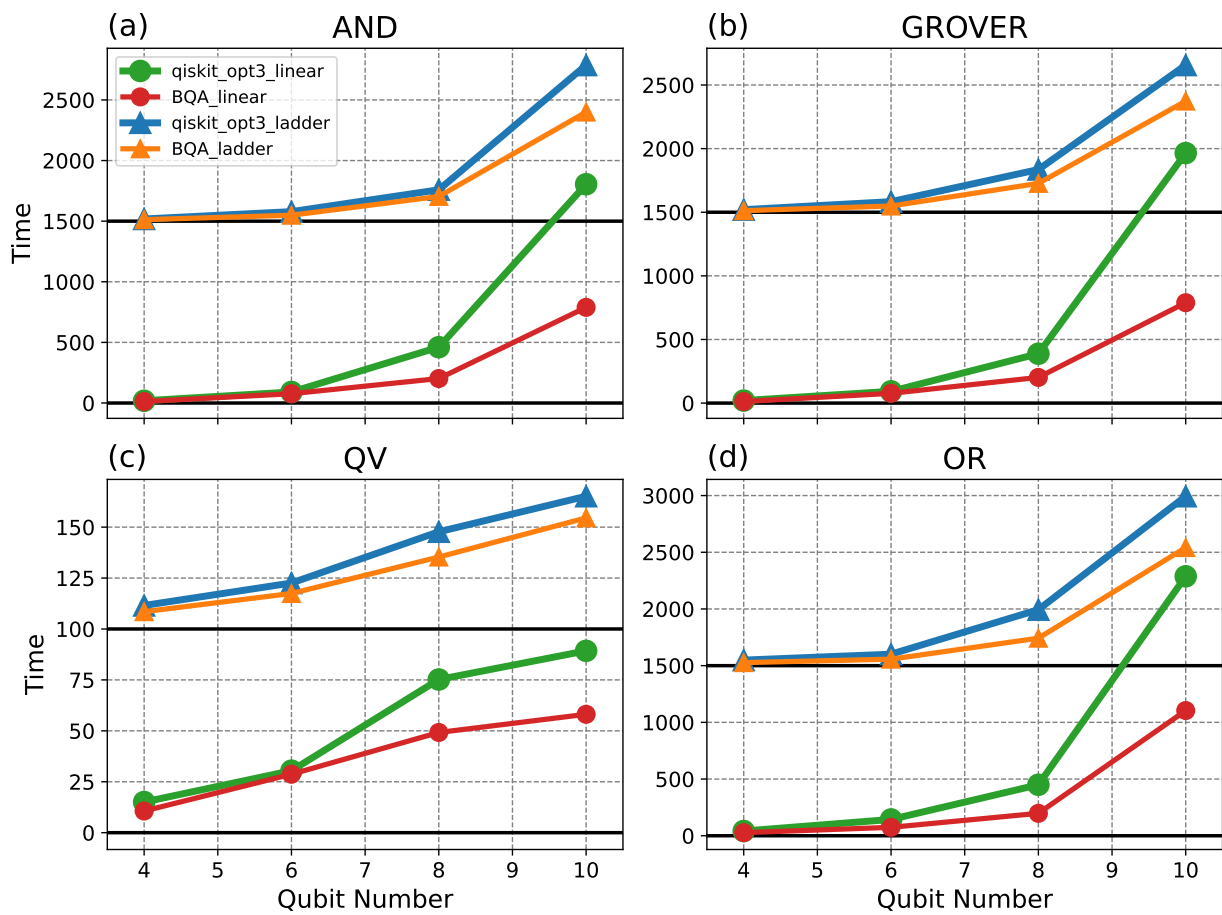 (a) AND
qiskit_opt3_linear
BQA_linear
qiskit_opt3_ladder
BQA_ladder
2500
2000
1500
1000
500
0
Time
(b) GROVER
2500
2000
1500
1000
500
0
(c) QV
150
125
100
75
50
25
0
Time
4 5 6 7 8 9 10
Qubit Number
(d) OR
3000
2500
2000
1500
1000
500
0
4 5 6 7 8 9 10
Qubit Number